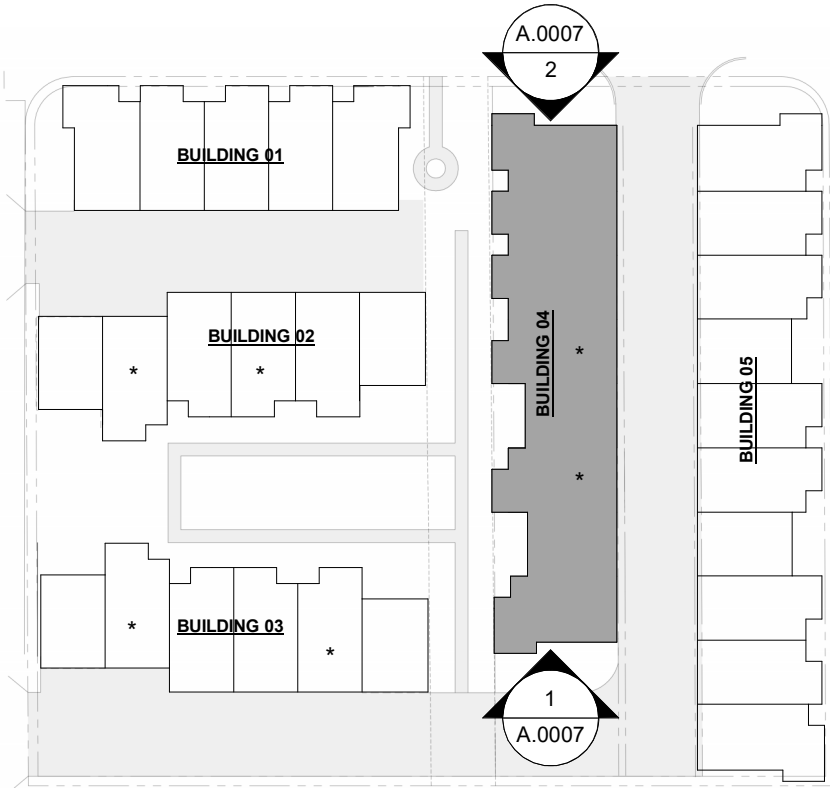 A.0007
2
BUILDING 01
BUILDING 02
*
*
BUILDING 04
*
*
BUILDING 05
BUILDING 03
*
*
1
A.0007